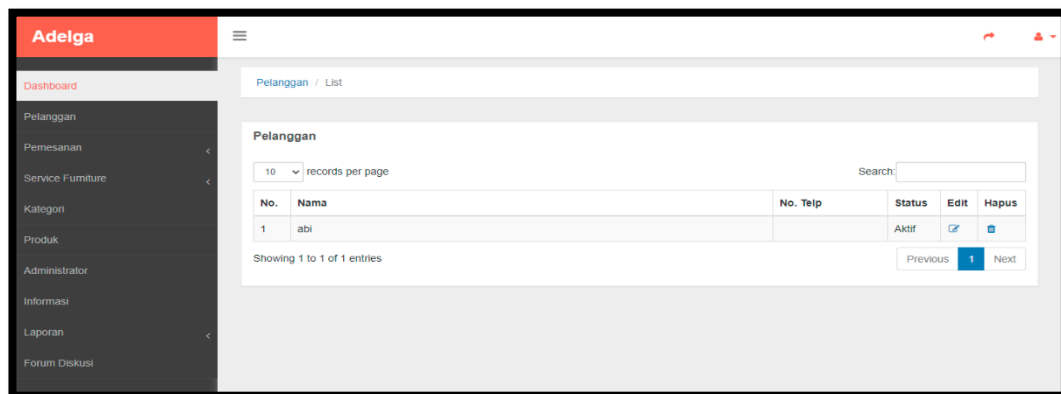 Adelga
Dashboard
Pelanggan
Pemesanan
Service Furniture
Kategori
Produk
Administrator
Informasi
Laporan
Forum Diskusi
Pelanggan / List
Pelanggan
10 records per page
Search:
No. Nama No. Telp Status Edit Hapus
1 abi Aktif
Showing 1 to 1 of 1 entries
Previous 1 Next